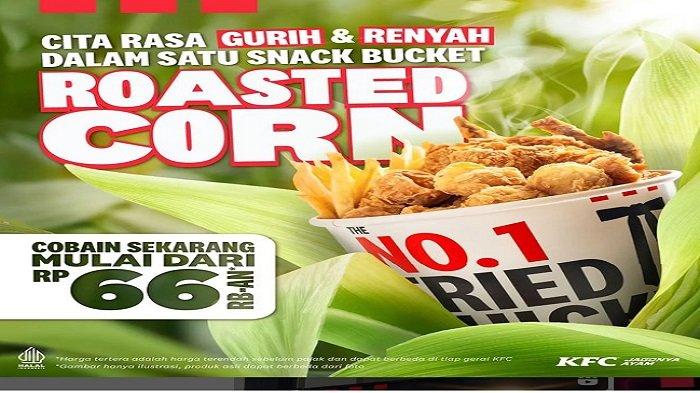 CITA RASA GURIH & RENYAH
DALAM SATU SNACK BUCKET
ROASTED
CORN
THE
NO.1
FRIED
COBAIN SEKARANG
MULAI DARI
RP 66 RB-AN*
HALAL
*Harga tertera adalah harga terendah sebelum pajak dan dapat berbeda di tiap gerai KFC
*Gambar hanya ilustrasi, produk asli dapat berbeda dari foto
KFC JAGONYA AYAM